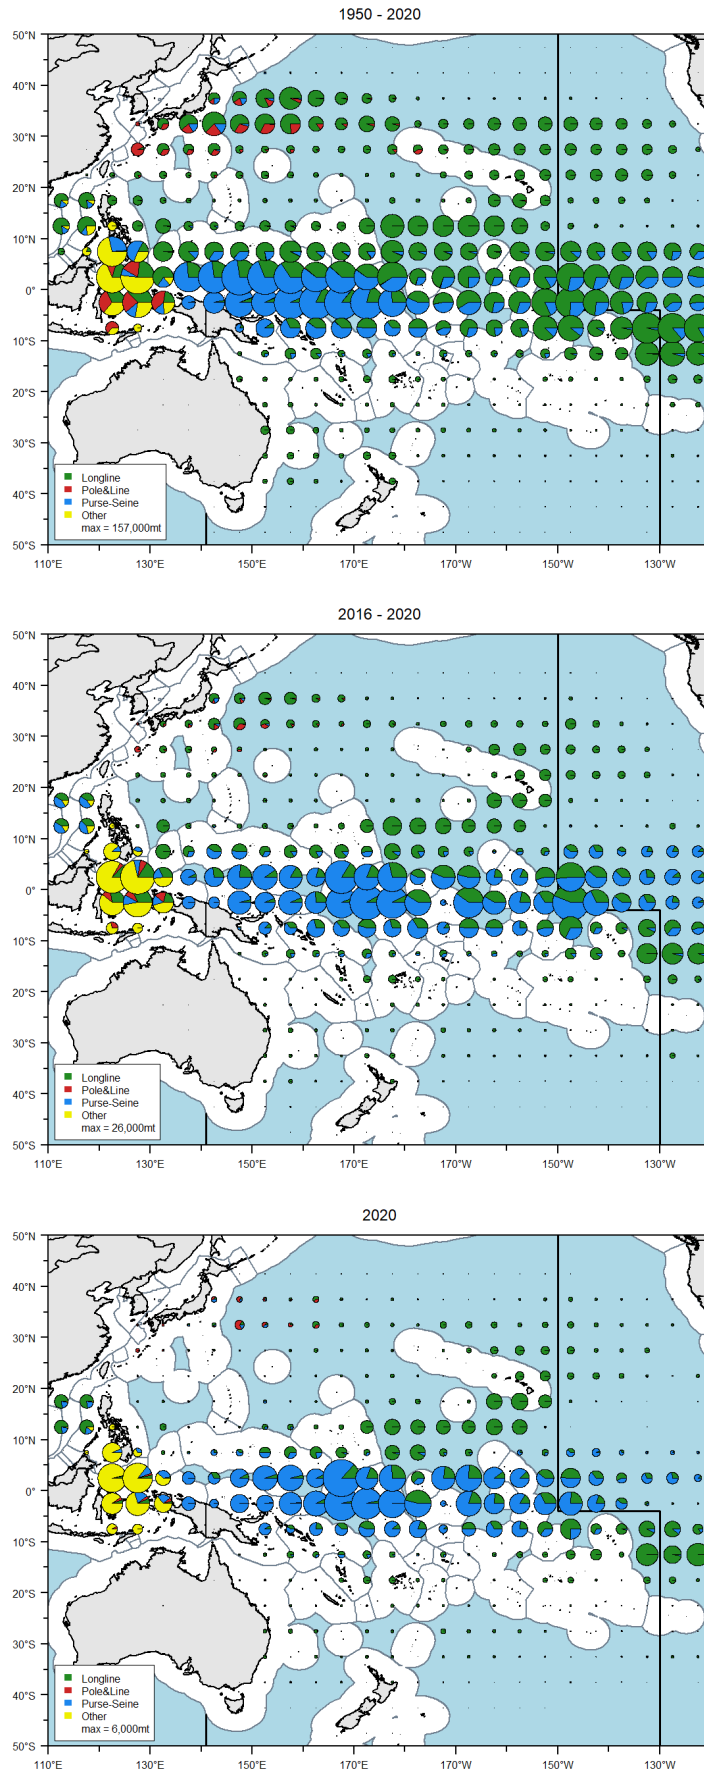 1950 - 2020
50°N
40°N
30°N
20°N
10°N
0°
10°S
20°S
30°S
40°S
50°S
Longline
Pole&Line
Purse-Seine
Other
max = 157,000mt
110°E 130°E 150°E 170°E 170°W 150°W 130°W
2016 - 2020
50°N
40°N
30°N
20°N
10°N
0°
10°S
20°S
30°S
40°S
50°S
Longline
Pole&Line
Purse-Seine
Other
max = 26,000mt
110°E 130°E 150°E 170°E 170°W 150°W 130°W
2020
50°N
40°N
30°N
20°N
10°N
0°
10°S
20°S
30°S
40°S
50°S
Longline
Pole&Line
Purse-Seine
Other
max = 6,000mt
110°E 130°E 150°E 170°E 170°W 150°W 130°W